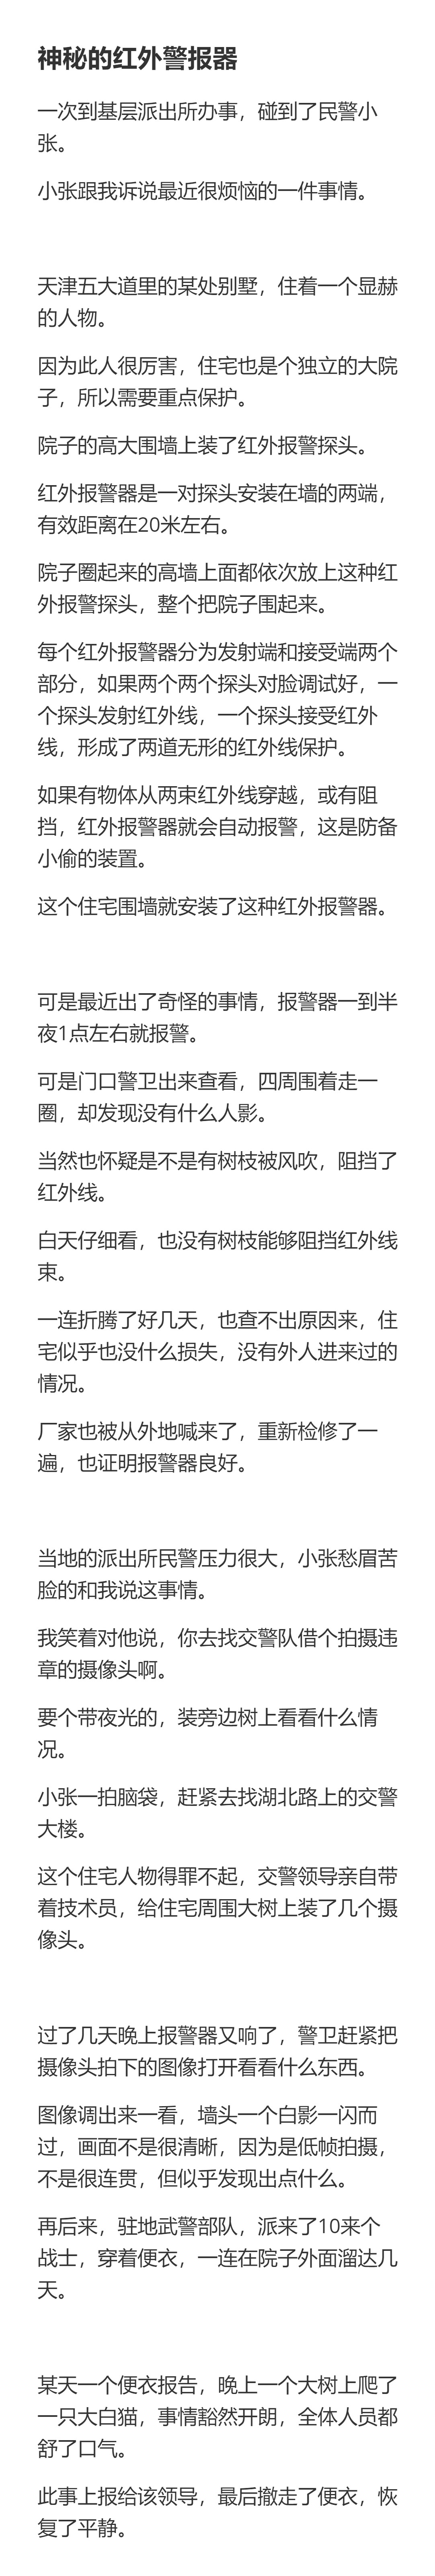 神秘的红外警报器
一次到基层派出所办事，碰到了民警小
张。
小张跟我诉说最近很烦恼的一件事情。
天津五大道里的某处别墅，住着一个显赫
的人物。
因为此人很厉害，住宅也是个独立的大院
子，所以需要重点保护。
院子的高大围墙上装了红外报警探头。
红外报警器是一对探头安装在墙的两端，
有效距离在20米左右。
院子圈起来的高墙上面都依次放上这种红
外报警探头，整个把院子围起来。
每个红外报警器分为发射端和接受端两个
部分，如果两个两个探头对脸调试好，一
个探头发射红外线，一个探头接受红外
线，形成了两道无形的红外线保护。
如果有物体从两束红外线穿越，或有阻
挡，红外报警器就会自动报警，这是防备
小偷的装置。
这个住宅围墙就安装了这种红外报警器。
可是最近出了奇怪的事情，报警器一到半
夜1点左右就报警。
可是门口警卫出来查看，四周围着走一
圈，却发现没有什么人影。
当然也怀疑是不是有树枝被风吹，阻挡了
红外线。
白天仔细看，也没有树枝能够阻挡红外线
束。
一连折腾了好几天，也查不出原因来，住
宅似乎也没什么损失，没有外人进来过的
情况。
厂家也被从外地喊来了，重新检修了一
遍，也证明报警器良好。
当地的派出所民警压力很大，小张愁眉苦
脸的和我说这事情。
我笑着对他说，你去找交警队借个拍摄违
章的摄像头啊。
要个带夜光的，装旁边树上看看什么情
况。
小张一拍脑袋，赶紧去找湖北路上的交警
大楼。
这个住宅人物得罪不起，交警领导亲自带
着技术员，给住宅周围大树上装了几个摄
像头。
过了几天晚上报警器又响了，警卫赶紧把
摄像头拍下的图像打开看看什么东西。
图像调出来一看，墙头一个白影一闪而
过，画面不是很清晰，因为是低帧拍摄，
不是很连贯，但似乎发现出点什么。
再后来，驻地武警部队，派来了10来个
战士，穿着便衣，一连在院子外面溜达几
天。
某天一个便衣报告，晚上一个大树上爬了
一只大白猫，事情豁然开朗，全体人员都
舒了口气。
此事上报给该领导，最后撤走了便衣，恢
复了平静。